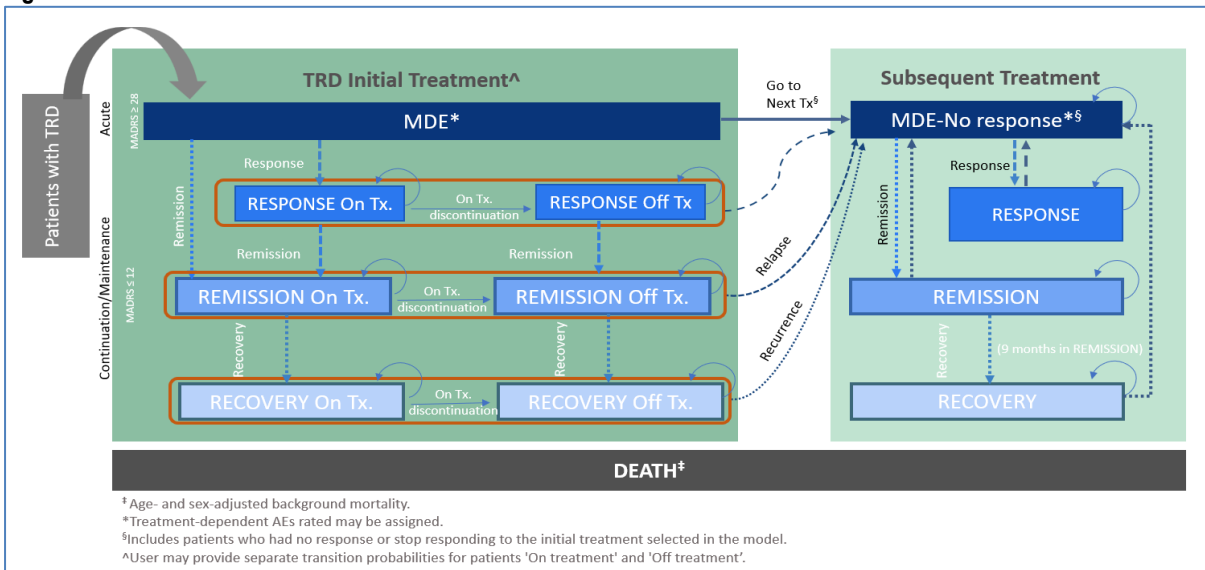 Patients with TRD
Acute
MADRS ≥ 28
Continuation/Maintenance
MADRS ≤ 12
TRD Initial Treatment^
MDE*
Response
Remission
RESPONSE On Tx.
On Tx.
discontinuation
RESPONSE Off Tx
Remission
Remission
REMISSION On Tx.
On Tx.
discontinuation
REMISSION Off Tx.
Recovery
Recovery
RECOVERY On Tx.
On Tx.
discontinuation
RECOVERY Off Tx.
Go to
Next Tx§
Relapse
Recurrence
Subsequent Treatment
MDE-No response*§
Response
Remission
RESPONSE
REMISSION
Recovery
(9 months in REMISSION)
RECOVERY
DEATH‡
‡ Age- and sex-adjusted background mortality.
*Treatment-dependent AEs rated may be assigned.
§Includes patients who had no response or stop responding to the initial treatment selected in the model.
^User may provide separate transition probabilities for patients 'On treatment' and 'Off treatment’.